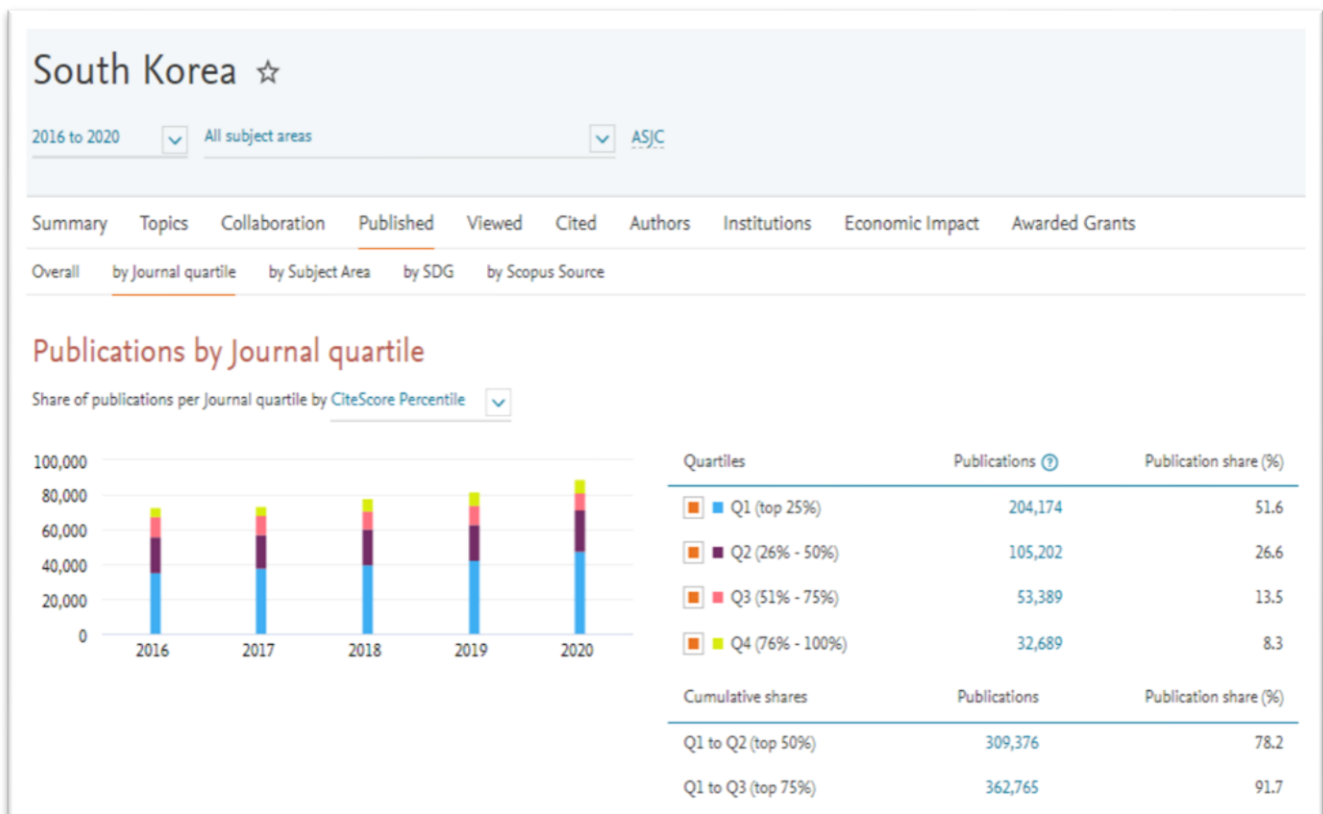 South Korea
2016 to 2020 All subject areas ASJC
Summary Topics Collaboration Published Viewed Cited Authors Institutions Economic Impact Awarded Grants
Overall by Journal quartile by Subject Area by SDG by Scopus Source
Publications by Journal quartile
Share of publications per Journal quartile by CiteScore Percentile
100,000
80,000
60,000
40,000
20,000
0
2016 2017 2018 2019 2020
Quartiles Publications ? Publication share (%)
Q1 (top 25%) 204,174 51.6
Q2 (26% - 50%) 105,202 26.6
Q3 (51% - 75%) 53,389 13.5
Q4 (76% - 100%) 32,689 8.3
Cumulative shares Publications Publication share (%)
Q1 to Q2 (top 50%) 309,376 78.2
Q1 to Q3 (top 75%) 362,765 91.7